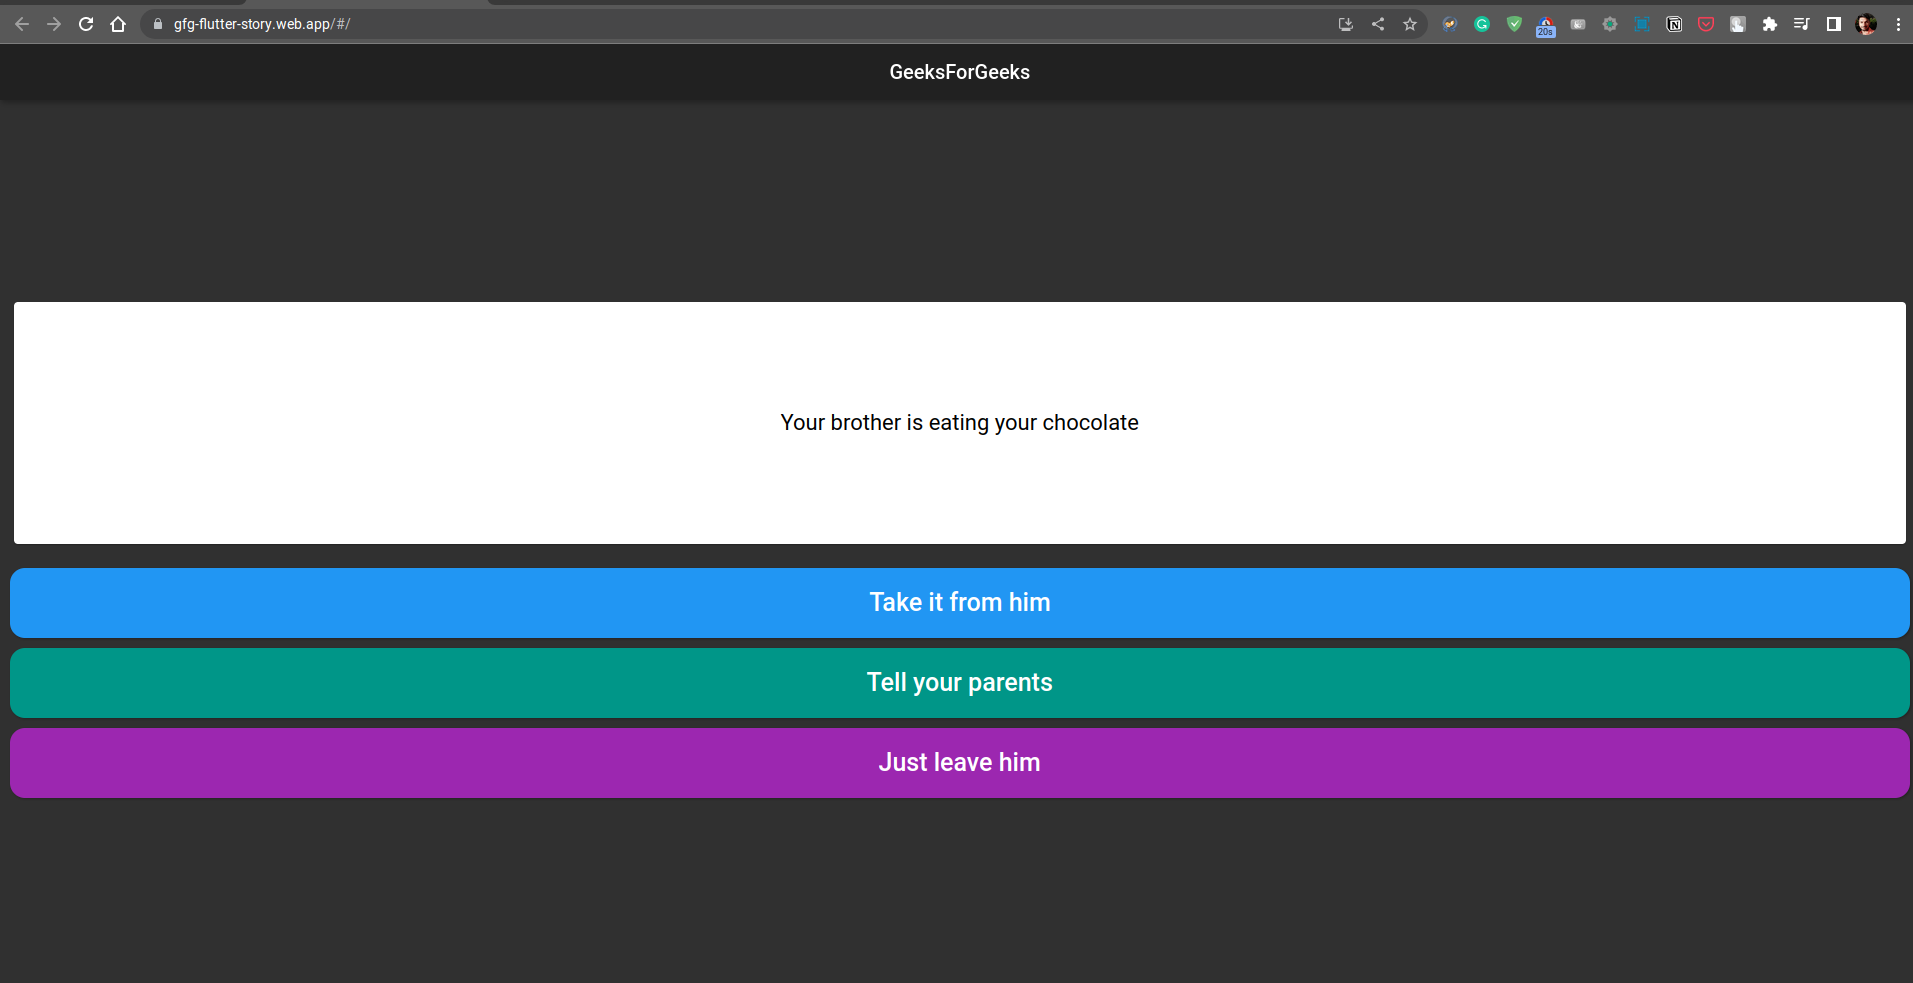 gfg-flutter-story.web.app/#/
20s
GeeksForGeeks
Your brother is eating your chocolate
Take it from him
Tell your parents
Just leave him